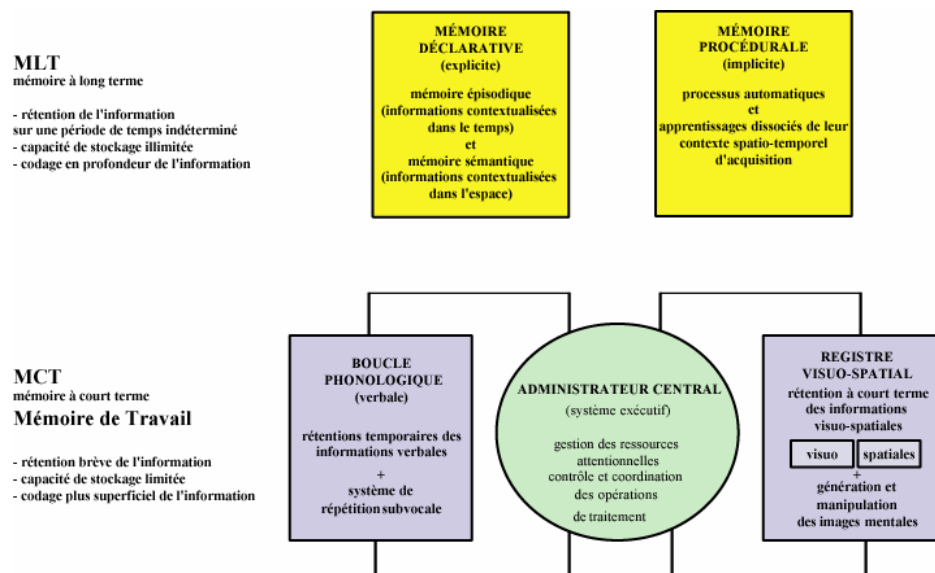 MLT
mémoire à long terme
- rétention de l'information
sur une période de temps indéterminé
- capacité de stockage illimitée
- codage en profondeur de l'information
MÉMOIRE
DÉCLARATIVE
(explicite)
mémoire épisodique
(informations contextualisées
dans le temps)
et
mémoire sémantique
(informations contextualisées
dans l'espace)
MÉMOIRE
PROCÉDURALE
(implicite)
processus automatiques
et
apprentissages dissociés de leur
contexte spatio-temporel
d'acquisition
MCT
mémoire à court terme
Mémoire de Travail
- rétention brève de l'information
- capacité de stockage limitée
- codage plus superficiel de l'information
BOUCLE
PHONOLOGIQUE
(verbale)
rétentions temporaires des
informations verbales
+
système de
répétition subvocale
ADMINISTRATEUR CENTRAL
(système exécutif)
gestion des ressources
attentionnelles
contrôle et coordination
des opérations
de traitement
REGISTRE
VISUO-SPATIAL
rétention à court terme
des informations
visuo-spatiales
visuo spatiales
+
génération et
manipulation
des images mentales